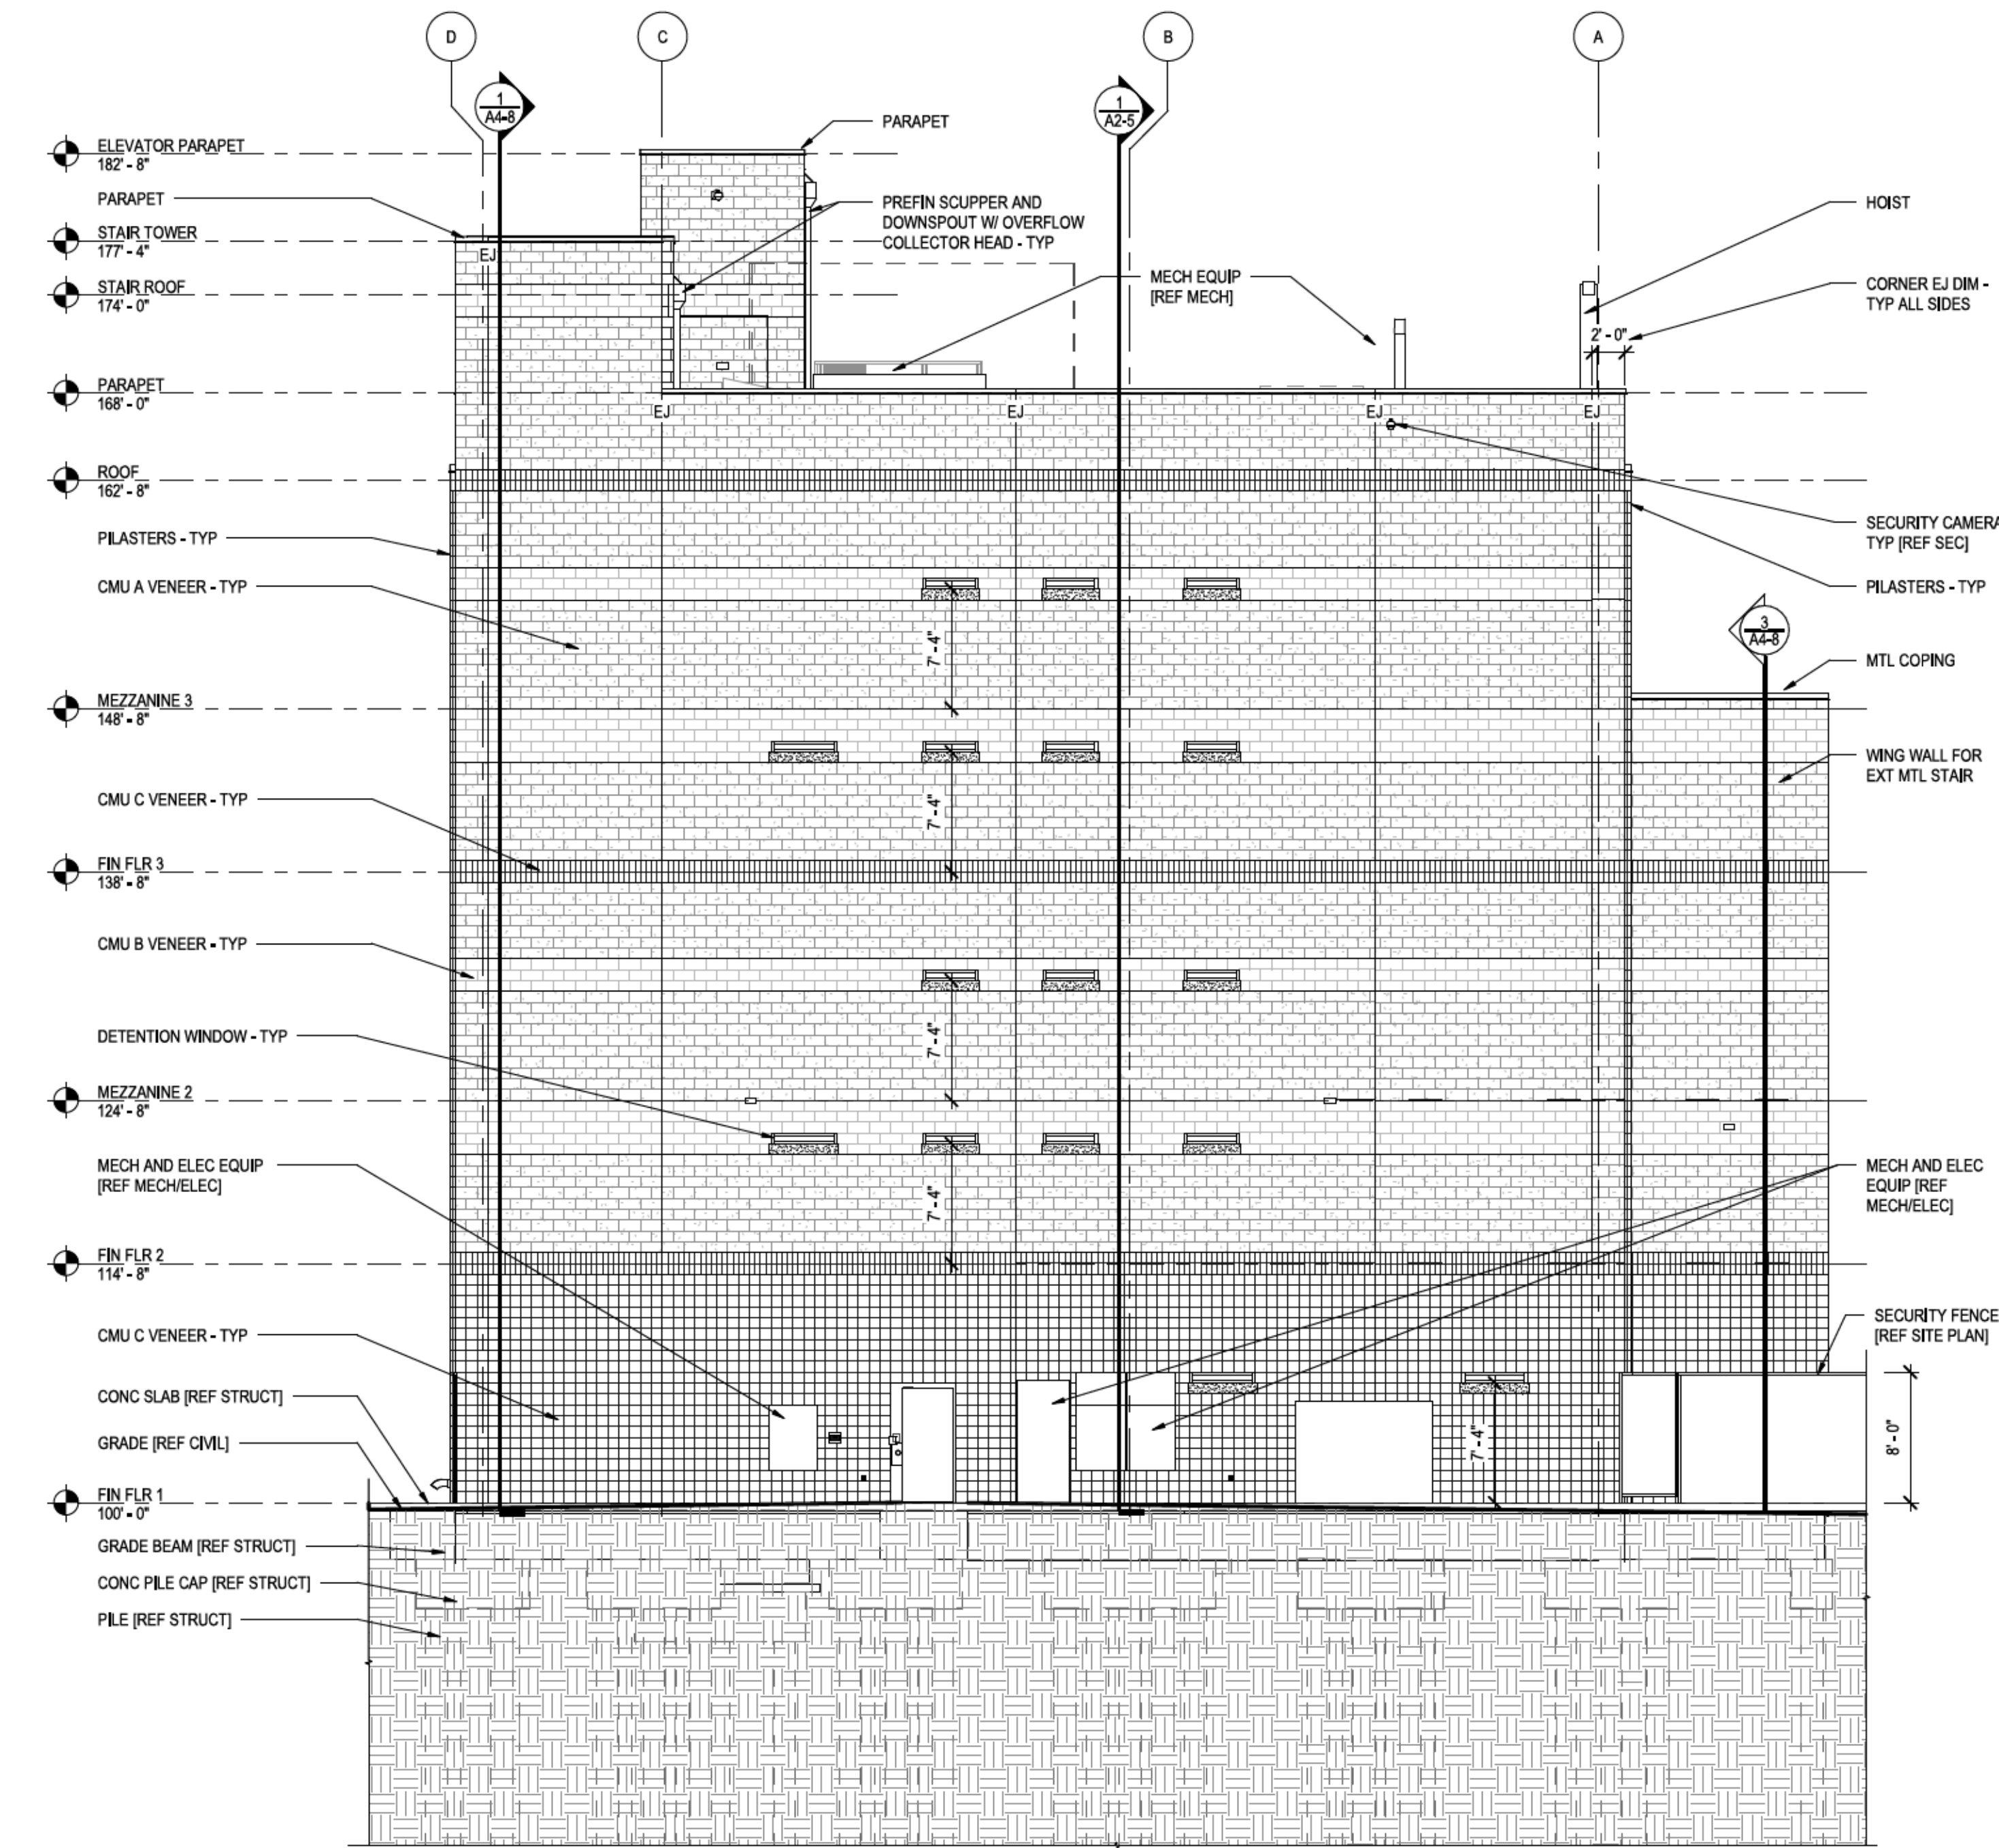 D
C
B
A
1
A4-8
1
A2-5
ELEVATOR PARAPET
182' - 8"
PARAPET
STAIR TOWER
177' - 4"
STAIR ROOF
174' - 0"
PARAPET
168' - 0"
ROOF
162' - 8"
PILASTERS - TYP
CMU A VENEER - TYP
MEZZANINE 3
148' - 8"
CMU C VENEER - TYP
FIN FLR 3
138' - 8"
CMU B VENEER - TYP
DETENTION WINDOW - TYP
MEZZANINE 2
124' - 8"
MECH AND ELEC EQUIP
[REF MECH/ELEC]
FIN FLR 2
114' - 8"
CMU C VENEER - TYP
CONC SLAB [REF STRUCT]
GRADE [REF CIVIL]
FIN FLR 1
100' - 0"
GRADE BEAM [REF STRUCT]
CONC PILE CAP [REF STRUCT]
PILE [REF STRUCT]
PARAPET
PREFIN SCUPPER AND
DOWNSPOUT W/ OVERFLOW
COLLECTOR HEAD - TYP
MECH EQUIP
[REF MECH]
EJ
EJ
EJ
EJ
EJ
2' - 0"
7' - 4"
7' - 4"
7' - 4"
7' - 4"
7' - 4"
HOIST
CORNER EJ DIM -
TYP ALL SIDES
SECURITY CAMERA
TYP [REF SEC]
PILASTERS - TYP
3
A4-8
MTL COPING
WING WALL FOR
EXT MTL STAIR
MECH AND ELEC
EQUIP [REF
MECH/ELEC]
SECURITY FENCE
[REF SITE PLAN]
8' - 0"